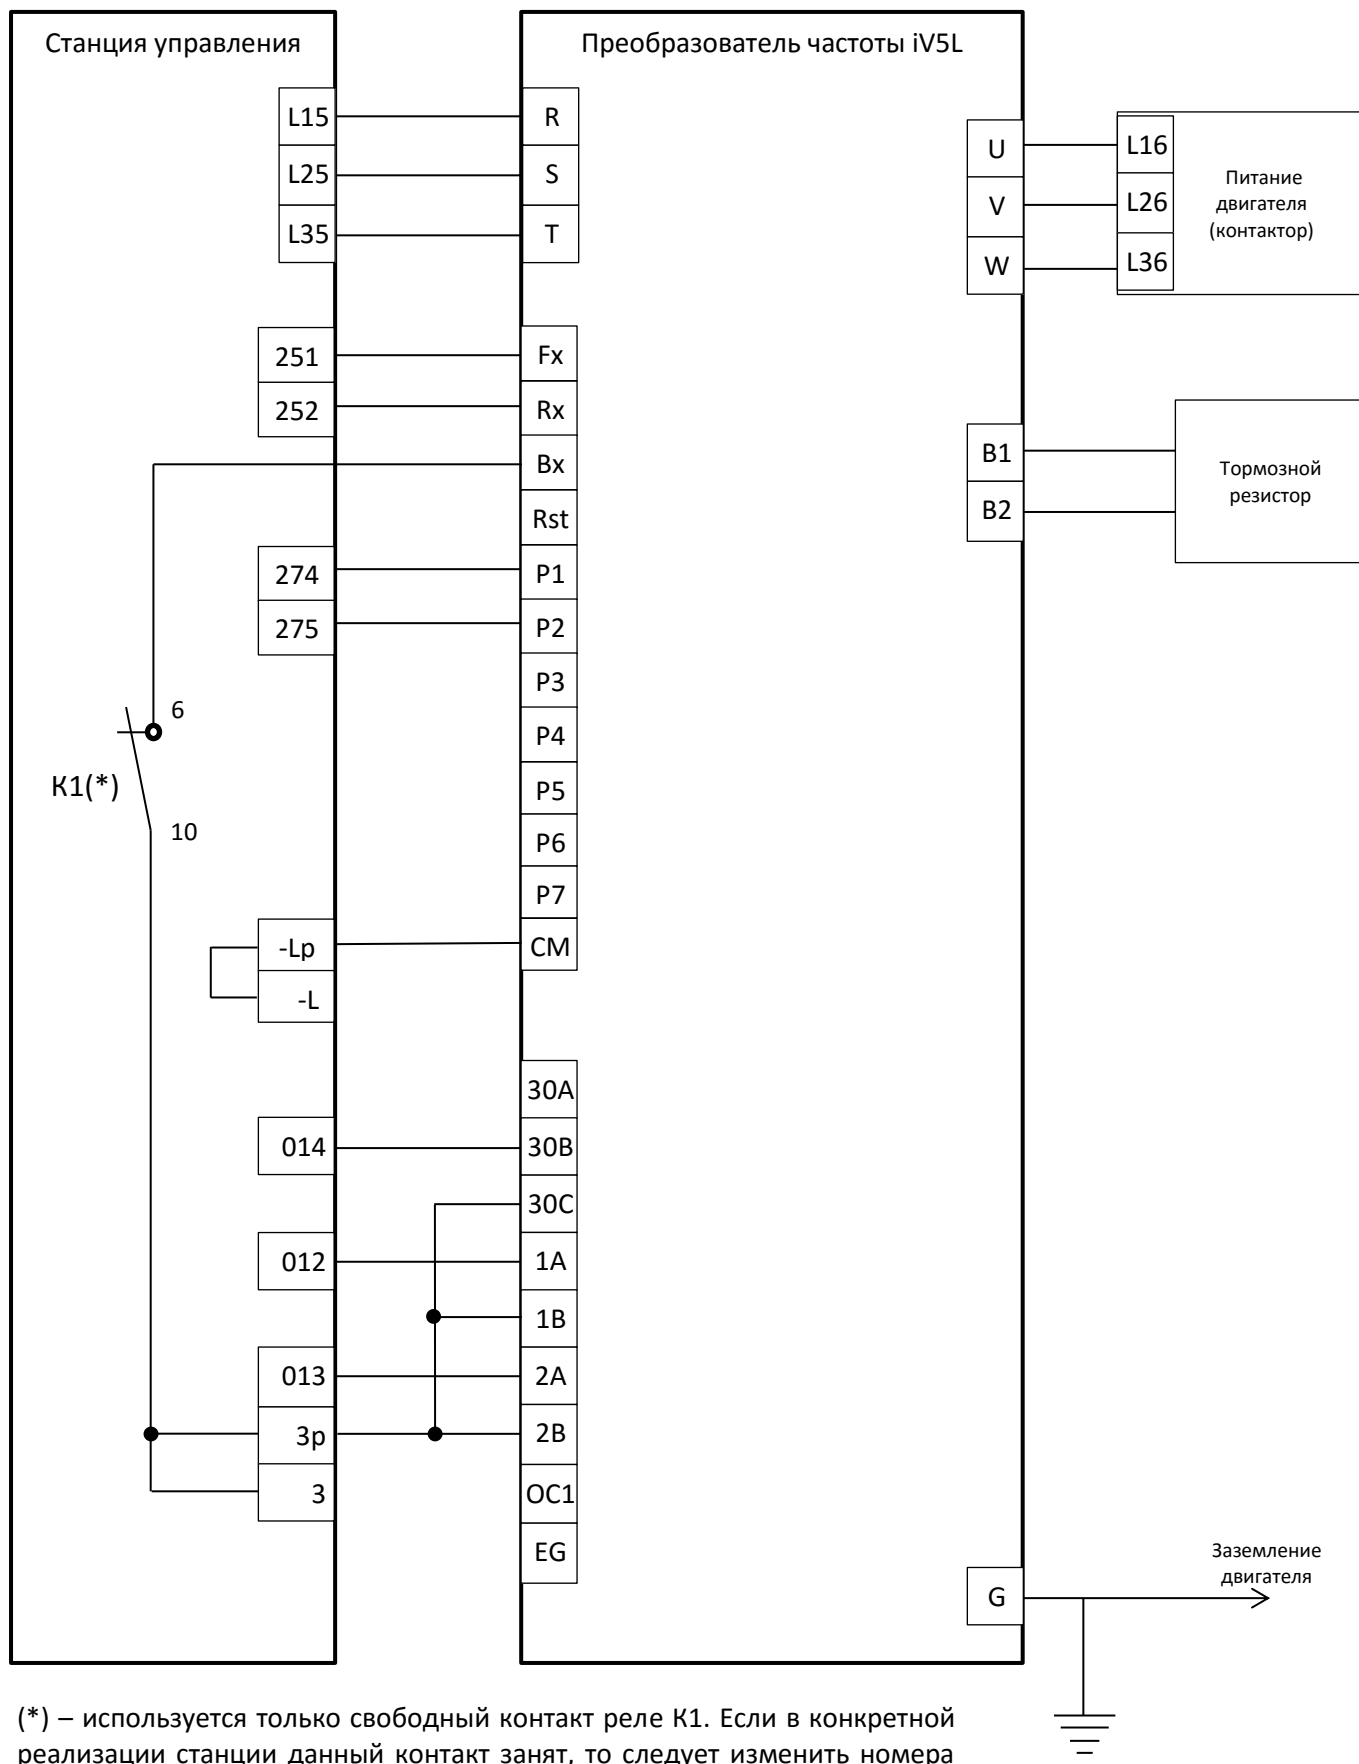 Станция управления
Преобразователь частоты iV5L
L15
R
L25
S
L35
T
U
L16
V
L26
W
L36
Питание
двигателя
(контактор)
251
Fx
252
Rx
Bx
Rst
274
P1
275
P2
P3
P4
P5
P6
P7
B1
B2
Тормозной
резистор
6
К1(*)
10
-Lp
CM
-L
30A
014
30B
30C
012
1A
1B
013
2A
3p
2B
3
OC1
EG
G
Заземление
двигателя
(*) – используется только свободный контакт реле К1. Если в конкретной
реализации станции данный контакт занят, то следует изменить номера